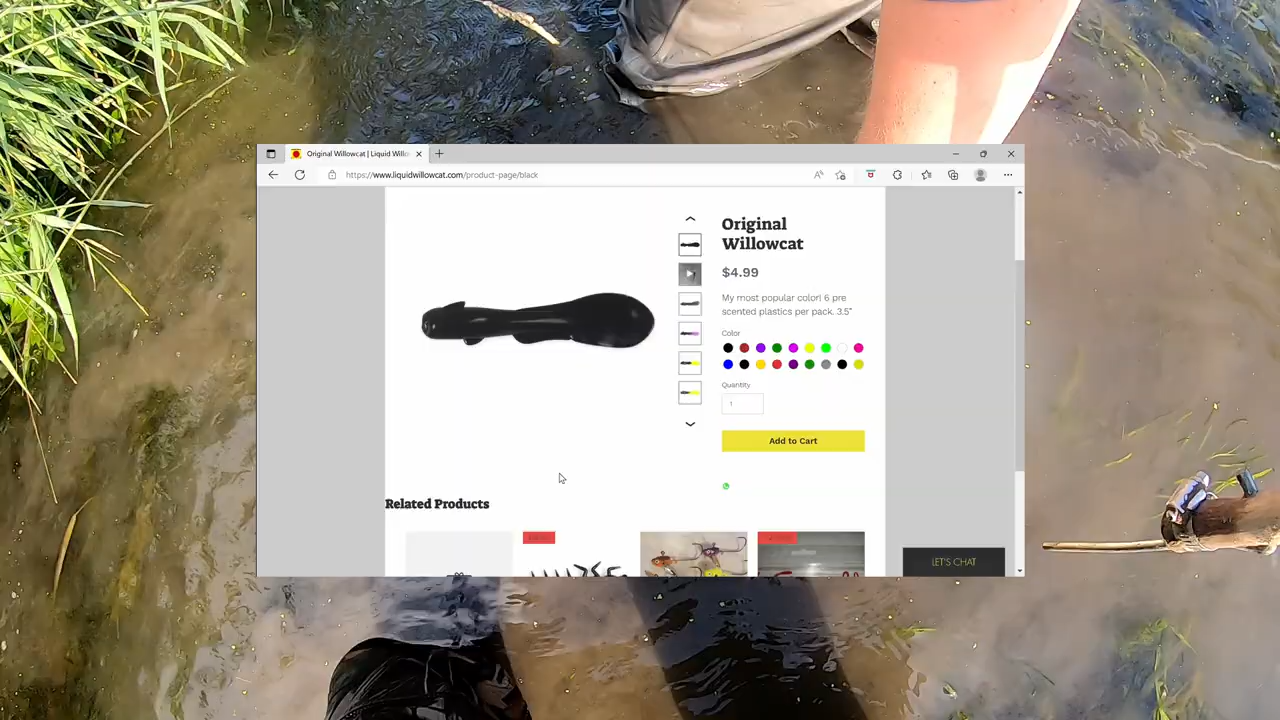 Original Willowcat | Liquid Willo
https://www.liquidwillowcat.com/product-page/black
Original
Willowcat
$4.99
My most popular color! 6 pre
scented plastics per pack. 3.5"
Color
Quantity
1
Add to Cart
Related Products
LET'S CHAT